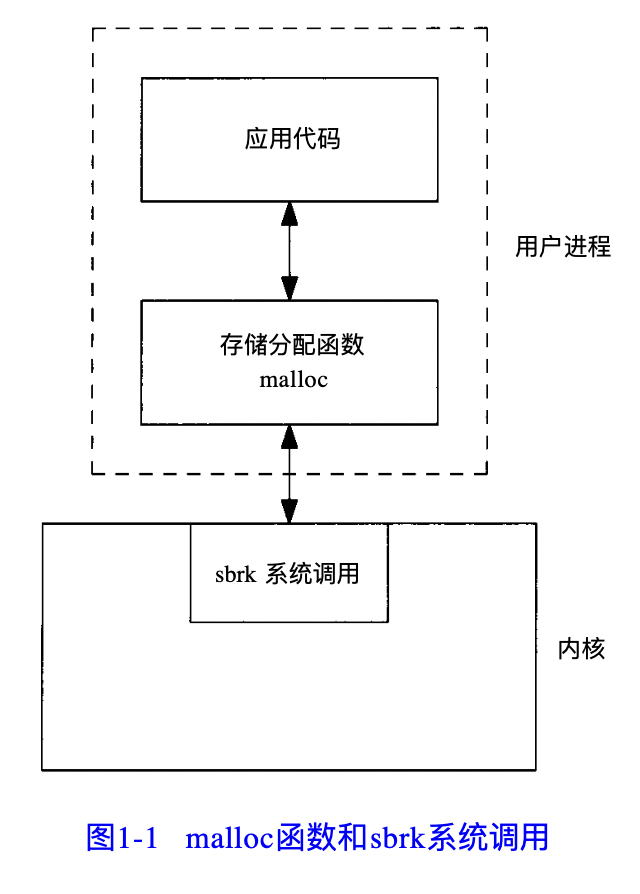 应用代码
用户进程
存储分配函数
malloc
sbrk 系统调用
内核
图1-1 malloc函数和sbrk系统调用